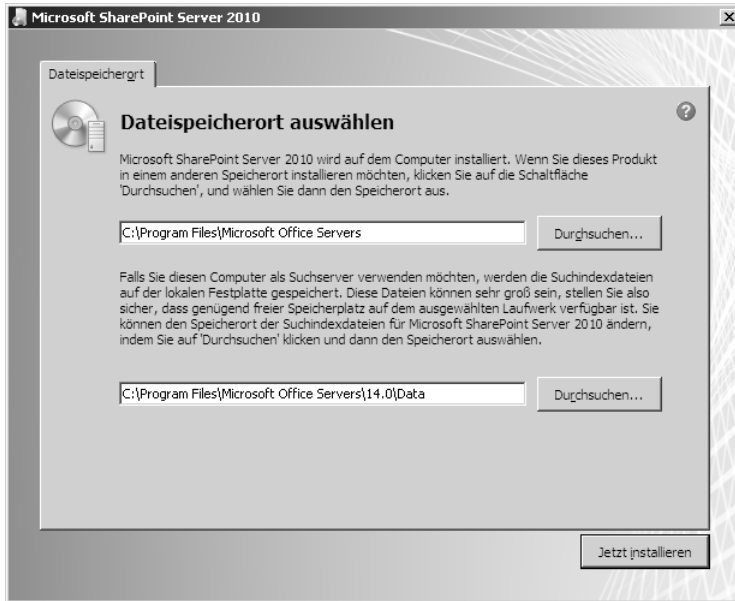 Microsoft SharePoint Server 2010
Dateispeicherort
Dateispeicherort auswählen
Microsoft SharePoint Server 2010 wird auf dem Computer installiert. Wenn Sie dieses Produkt
in einem anderen Speicherort installieren möchten, klicken Sie auf die Schaltfläche
'Durchsuchen', und wählen Sie dann den Speicherort aus.
C:\Program Files\Microsoft Office Servers
Durchsuchen...
Falls Sie diesen Computer als Suchserver verwenden möchten, werden die Suchindexdateien
auf der lokalen Festplatte gespeichert. Diese Dateien können sehr groß sein, stellen Sie also
sicher, dass genügend freier Speicherplatz auf dem ausgewählten Laufwerk verfügbar ist. Sie
können den Speicherort der Suchindexdateien für Microsoft SharePoint Server 2010 ändern,
indem Sie auf 'Durchsuchen' klicken und dann den Speicherort auswählen.
C:\Program Files\Microsoft Office Servers\14.0\Data
Durchsuchen...
Jetzt installieren